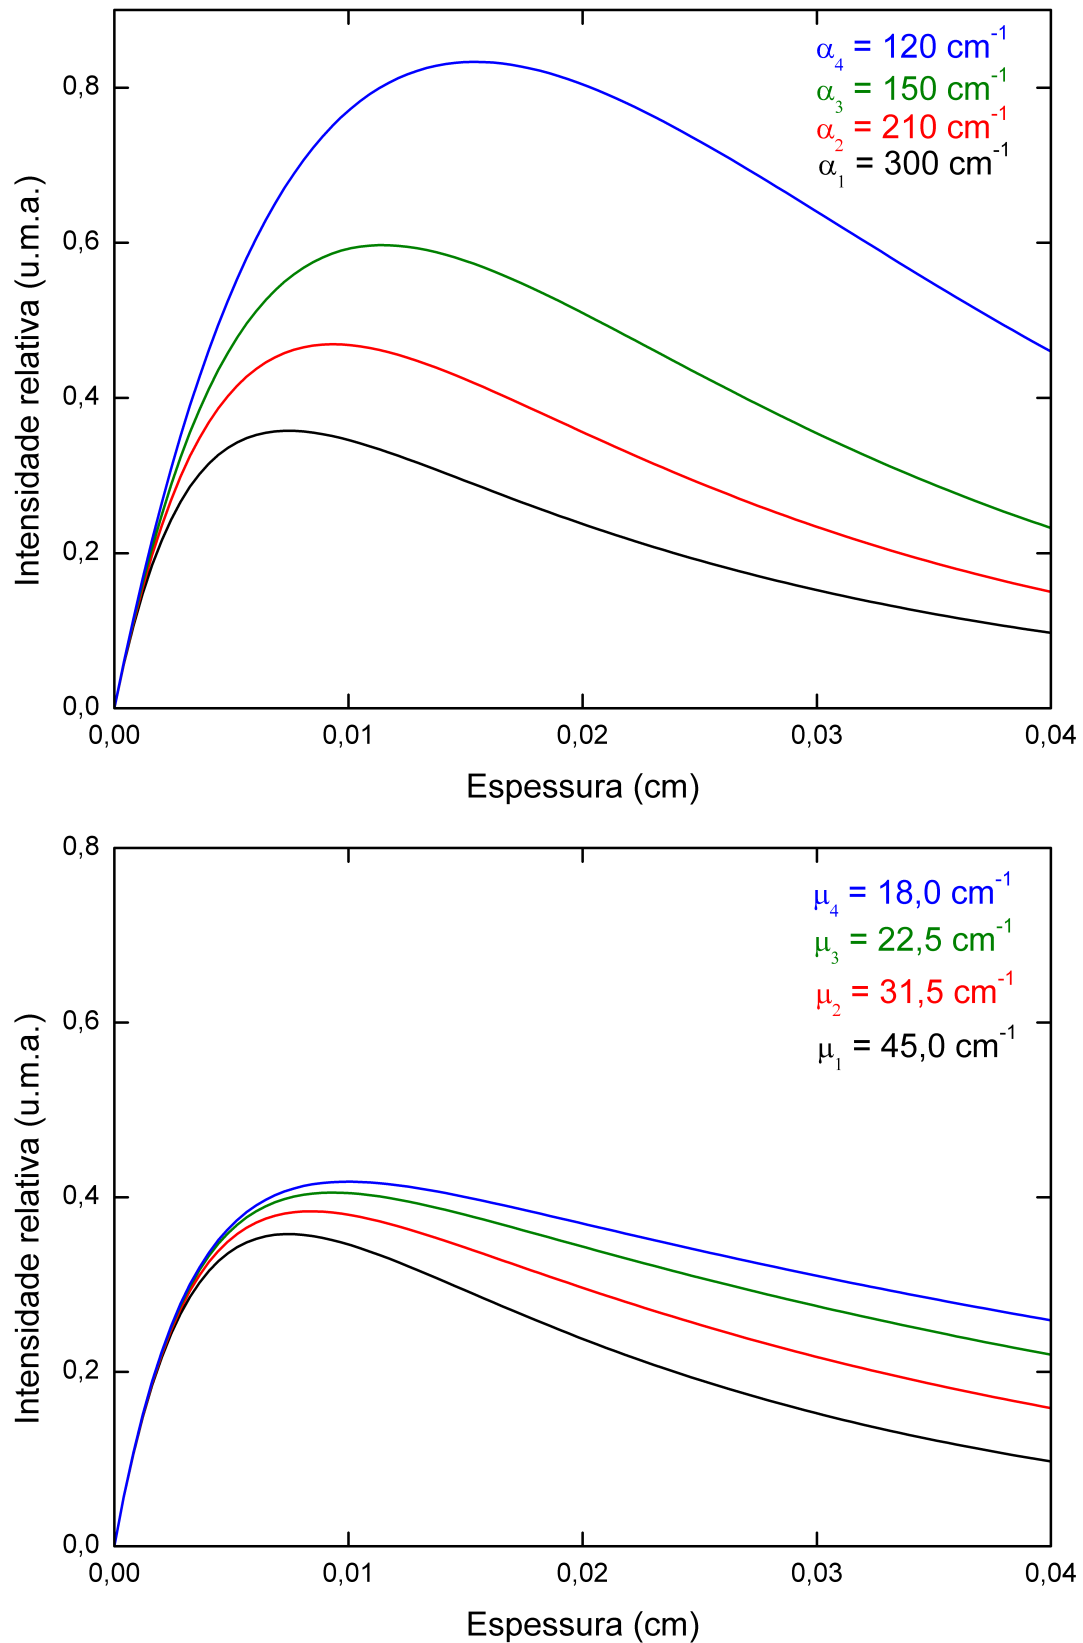 α₄ = 120 cm⁻¹
α₃ = 150 cm⁻¹
α₂ = 210 cm⁻¹
α₁ = 300 cm⁻¹
Intensidade relativa (u.m.a.)
0,8
0,6
0,4
0,2
0,0
0,00 0,01 0,02 0,03 0,04
Espessura (cm)
μ₄ = 18,0 cm⁻¹
μ₃ = 22,5 cm⁻¹
μ₂ = 31,5 cm⁻¹
μ₁ = 45,0 cm⁻¹
Intensidade relativa (u.m.a.)
0,8
0,6
0,4
0,2
0,0
0,00 0,01 0,02 0,03 0,04
Espessura (cm)